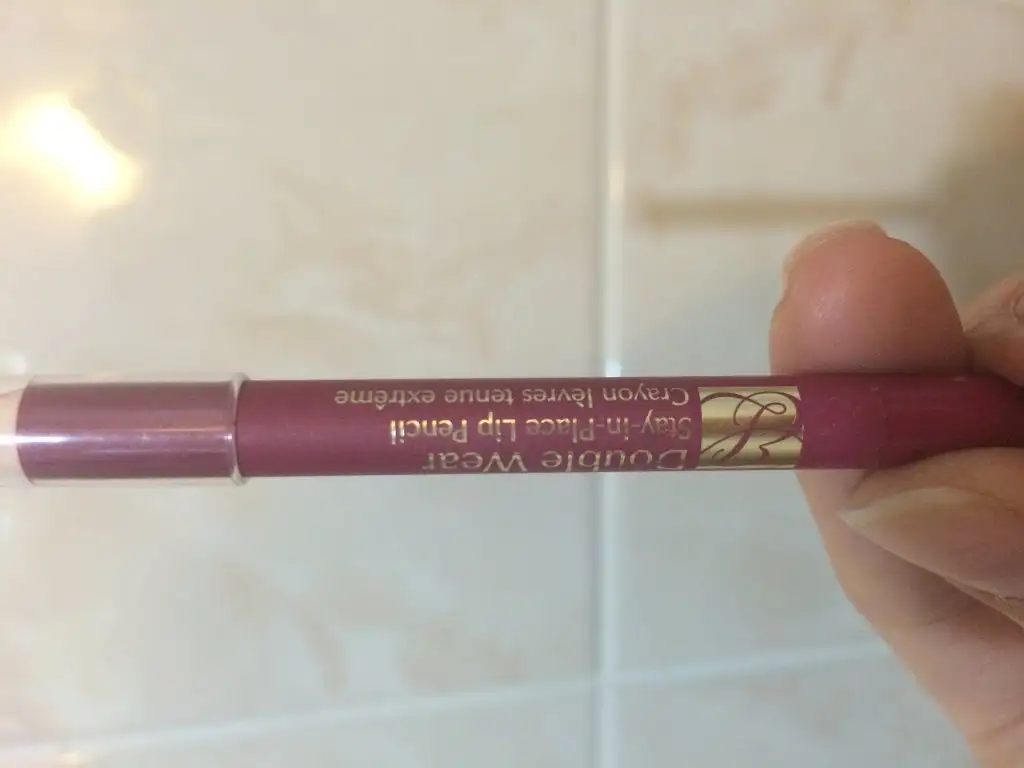 Double Wear
Stay-in-Place Lip Pencil
Crayon lèvres tenue extrême